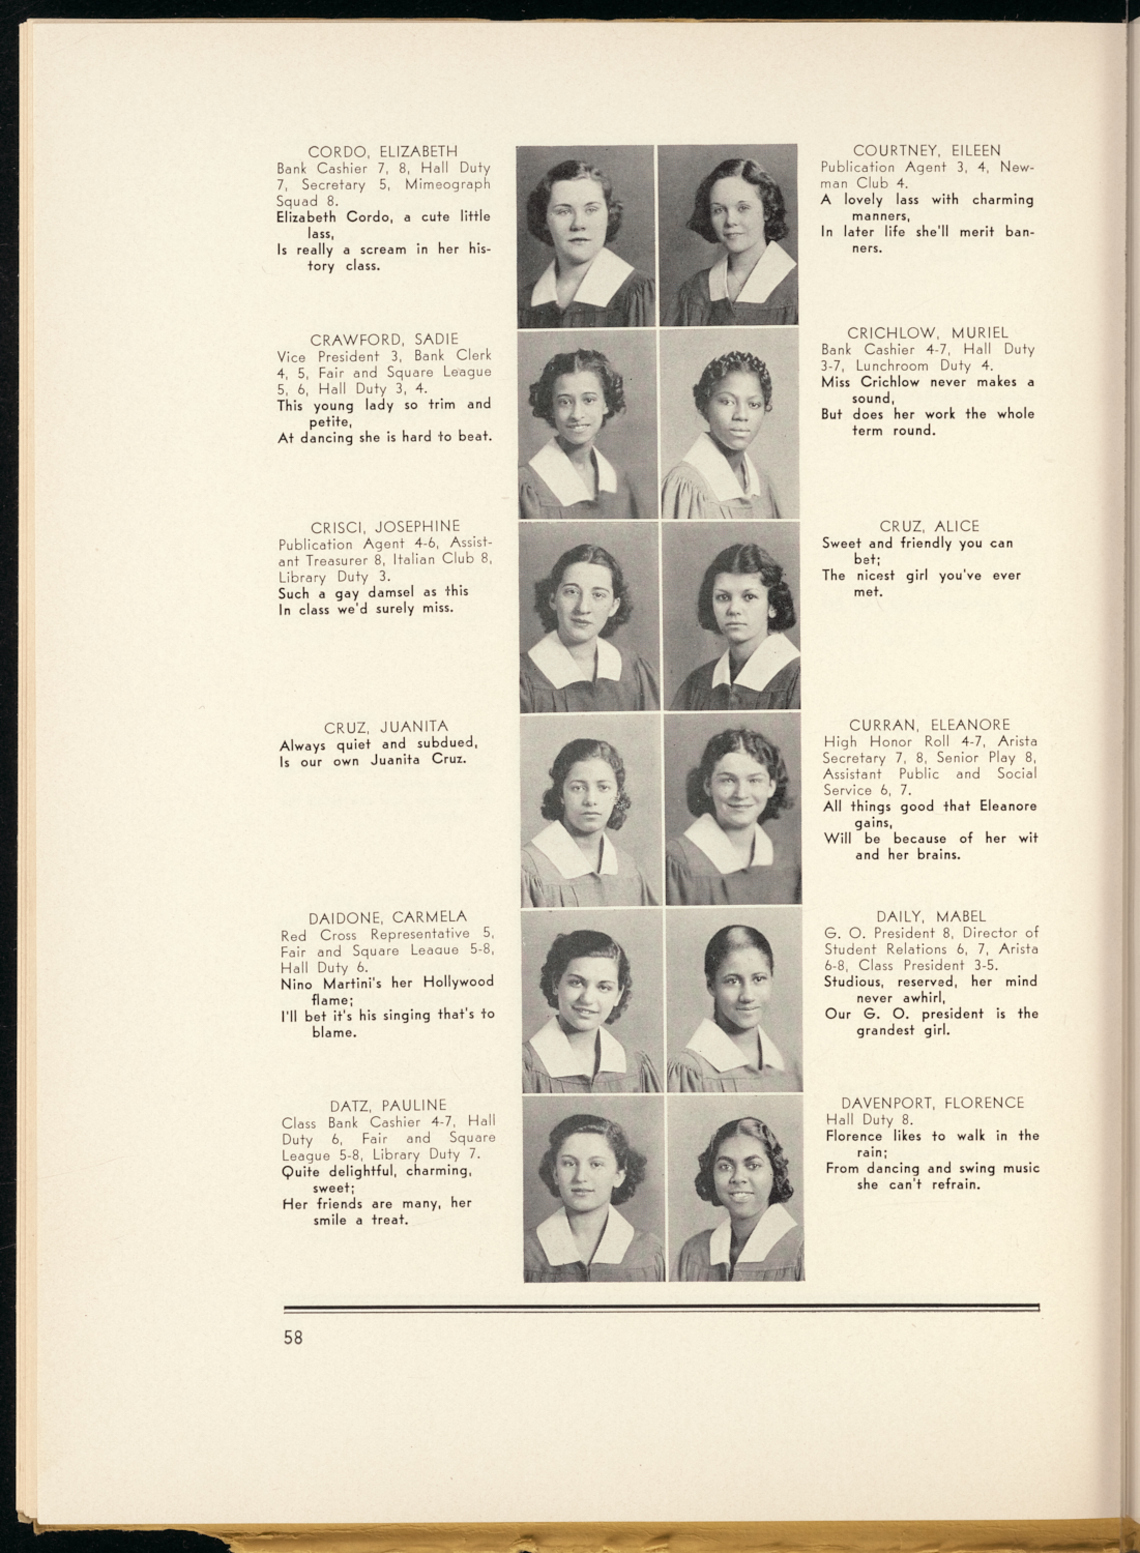 CORDO, ELIZABETH
Bank Cashier 7, 8, Hall Duty
7, Secretary 5, Mimeograph
Squad 8.
Elizabeth Cordo, a cute little
lass,
Is really a scream in her his-
tory class.
COURTNEY, EILEEN
Publication Agent 3, 4, New-
man Club 4.
A lovely lass with charming
manners,
In later life she'll merit ban-
ners.
CRAWFORD, SADIE
Vice President 3, Bank Clerk
4, 5, Fair and Square League
5, 6, Hall Duty 3, 4.
This young lady so trim and
petite,
At dancing she is hard to beat.
CRICHLOW, MURIEL
Bank Cashier 4-7, Hall Duty
3-7, Lunchroom Duty 4.
Miss Crichlow never makes a
sound,
But does her work the whole
term round.
CRISCI, JOSEPHINE
Publication Agent 4-6, Assist-
ant Treasurer 8, Italian Club 8,
Library Duty 3.
Such a gay damsel as this
In class we'd surely miss.
CRUZ, ALICE
Sweet and friendly you can
bet;
The nicest girl you've ever
met.
CRUZ, JUANITA
Always quiet and subdued,
Is our own Juanita Cruz.
CURRAN, ELEANORE
High Honor Roll 4-7, Arista
Secretary 7, 8, Senior Play 8,
Assistant Public and Social
Service 6, 7.
All things good that Eleanore
gains,
Will be because of her wit
and her brains.
DAIDONE, CARMELA
Red Cross Representative 5,
Fair and Square League 5-8,
Hall Duty 6.
Nino Martini's her Hollywood
flame;
I'll bet it's his singing that's to
blame.
DAILY, MABEL
G. O. President 8, Director of
Student Relations 6, 7, Arista
6-8, Class President 3-5.
Studious, reserved, her mind
never awhirl,
Our G. O. president is the
grandest girl.
DATZ, PAULINE
Class Bank Cashier 4-7, Hall
Duty 6, Fair and Square
League 5-8, Library Duty 7.
Quite delightful, charming,
sweet;
Her friends are many, her
smile a treat.
DAVENPORT, FLORENCE
Hall Duty 8.
Florence likes to walk in the
rain;
From dancing and swing music
she can't refrain.
58